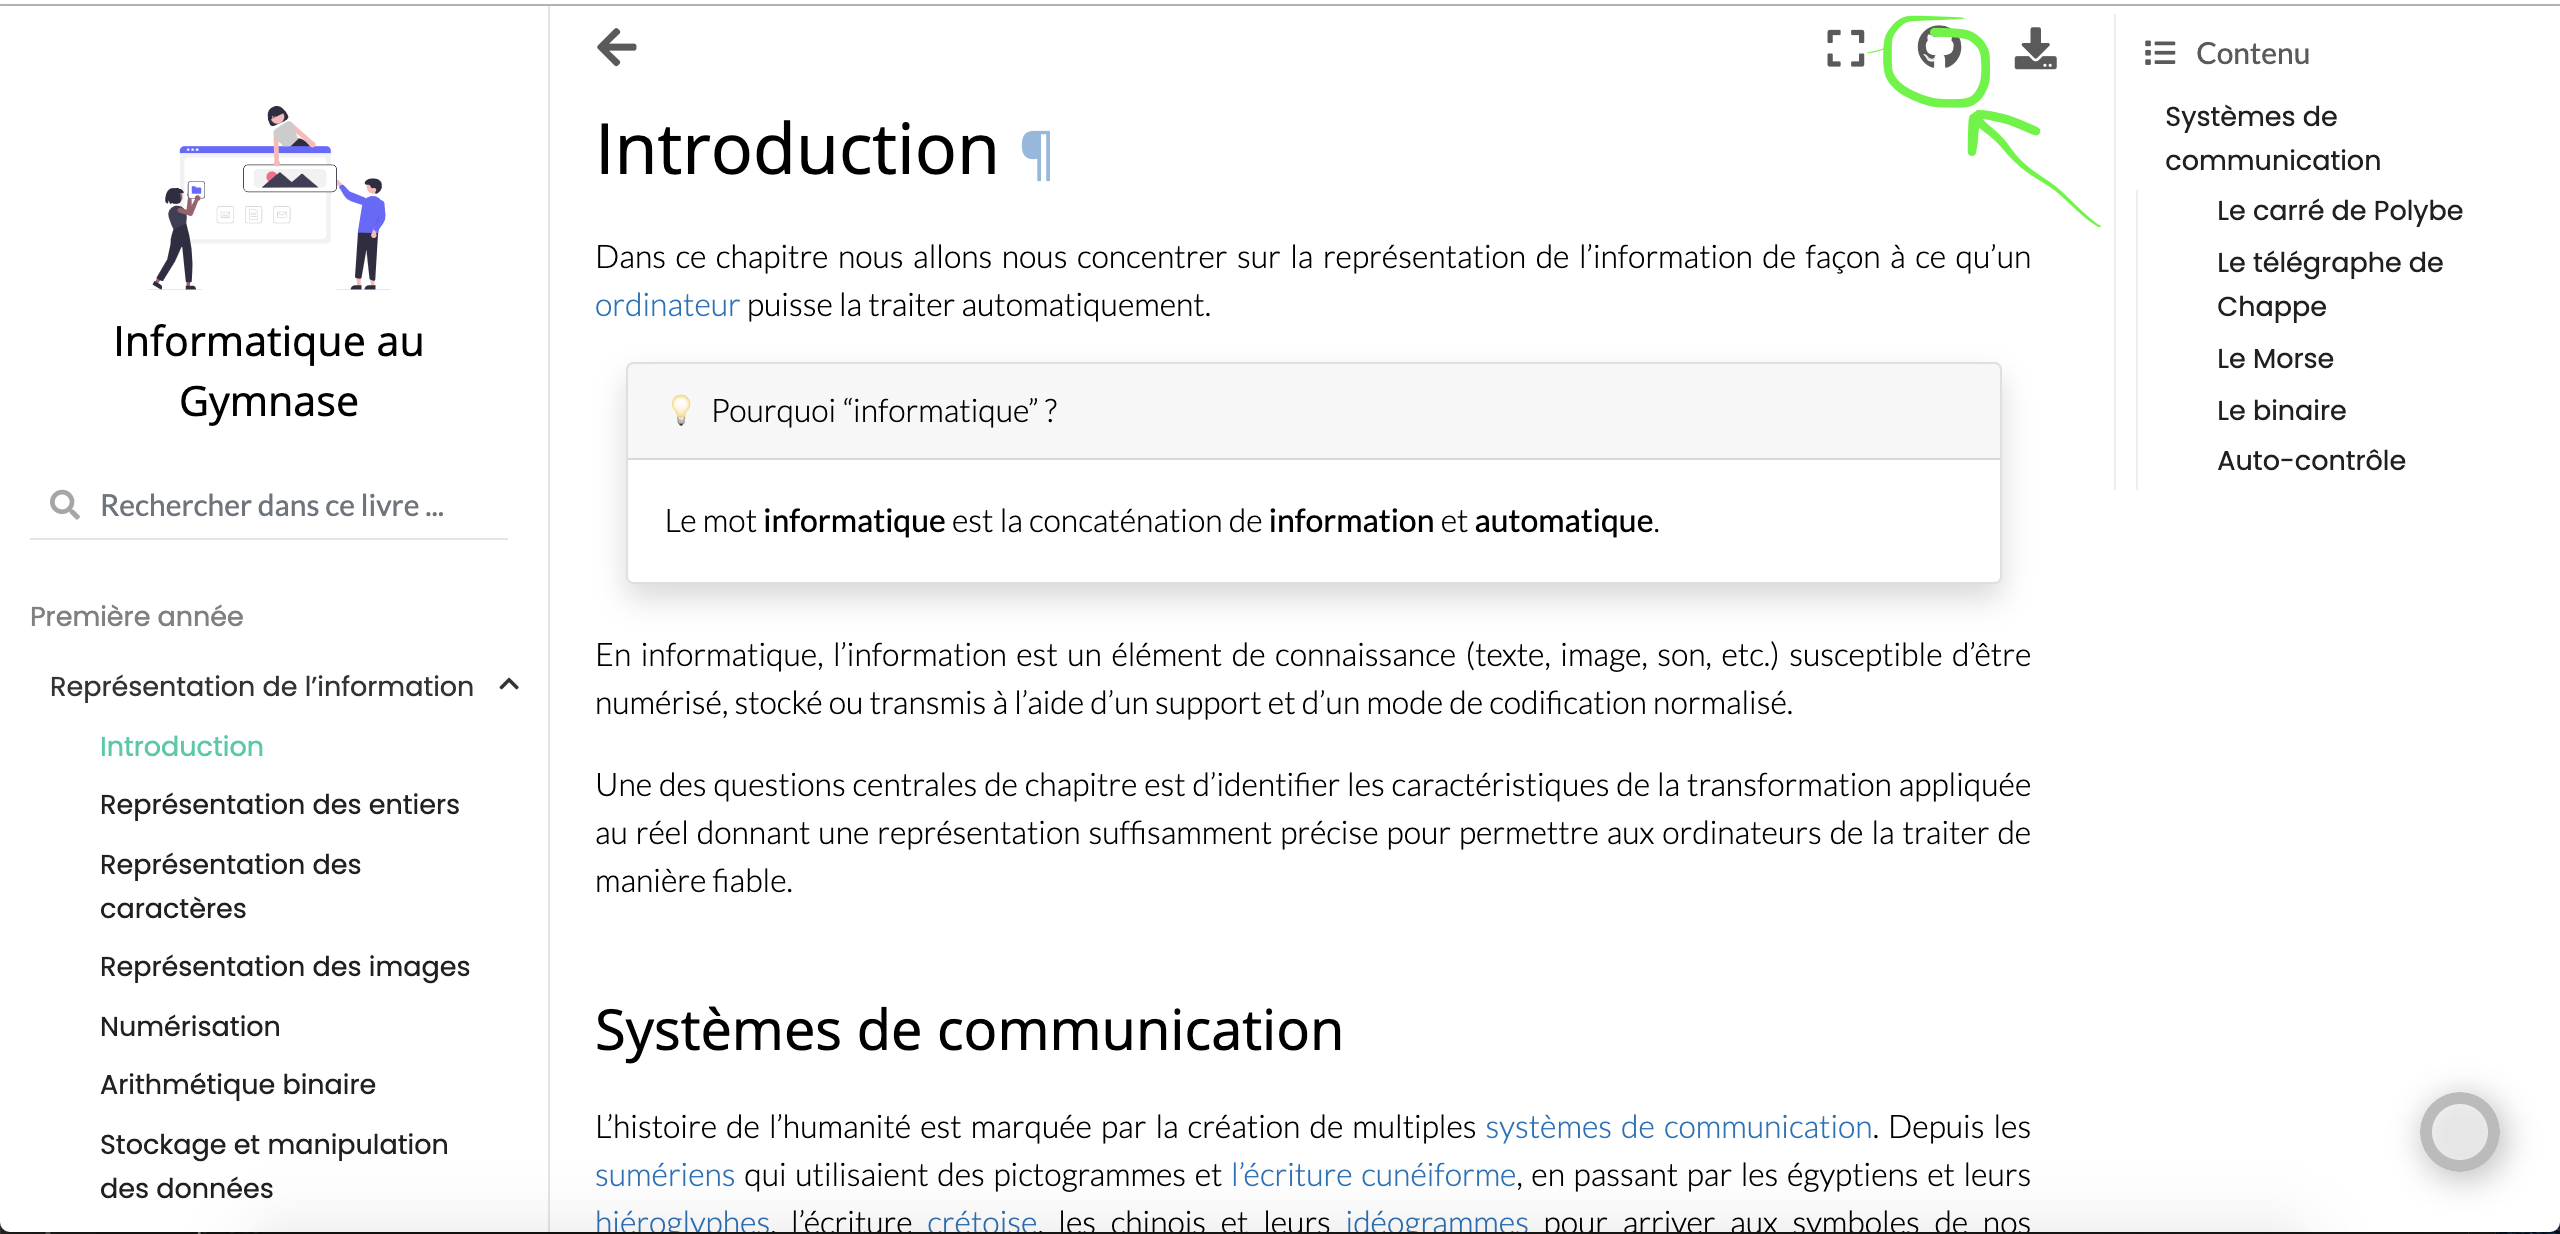 Informatique au
Gymnase
Rechercher dans ce livre ...
Première année
Représentation de l’information
Introduction
Représentation des entiers
Représentation des
caractères
Représentation des images
Numérisation
Arithmétique binaire
Stockage et manipulation
des données
Introduction ¶
Dans ce chapitre nous allons nous concentrer sur la représentation de l’information de façon à ce qu’un
ordinateur puisse la traiter automatiquement.
💡 Pourquoi “informatique” ?
Le mot informatique est la concaténation de information et automatique.
En informatique, l’information est un élément de connaissance (texte, image, son, etc.) susceptible d’être
numérisé, stocké ou transmis à l’aide d’un support et d’un mode de codification normalisé.
Une des questions centrales de chapitre est d’identifier les caractéristiques de la transformation appliquée
au réel donnant une représentation suffisamment précise pour permettre aux ordinateurs de la traiter de
manière fiable.
Systèmes de communication
L’histoire de l’humanité est marquée par la création de multiples systèmes de communication. Depuis les
sumériens qui utilisaient des pictogrammes et l’écriture cunéiforme, en passant par les égyptiens et leurs
hiéroglyphes, l’écriture crétoise, les chinois et leurs idéogrammes pour arriver aux symboles de nos
Contenu
Systèmes de
communication
Le carré de Polybe
Le télégraphe de
Chappe
Le Morse
Le binaire
Auto-contrôle